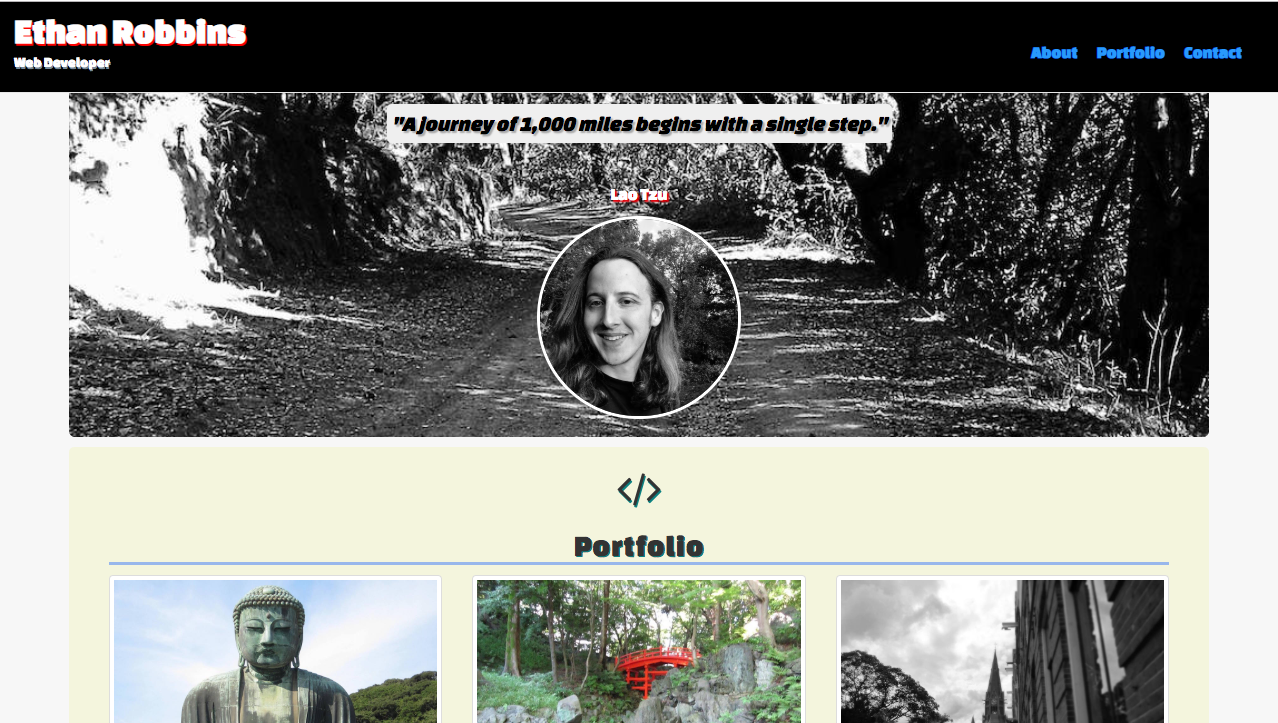 Ethan Robbins
Web Developer
About Portfolio Contact
"A journey of 1,000 miles begins with a single step."
Lao Tzu
</>
Portfolio